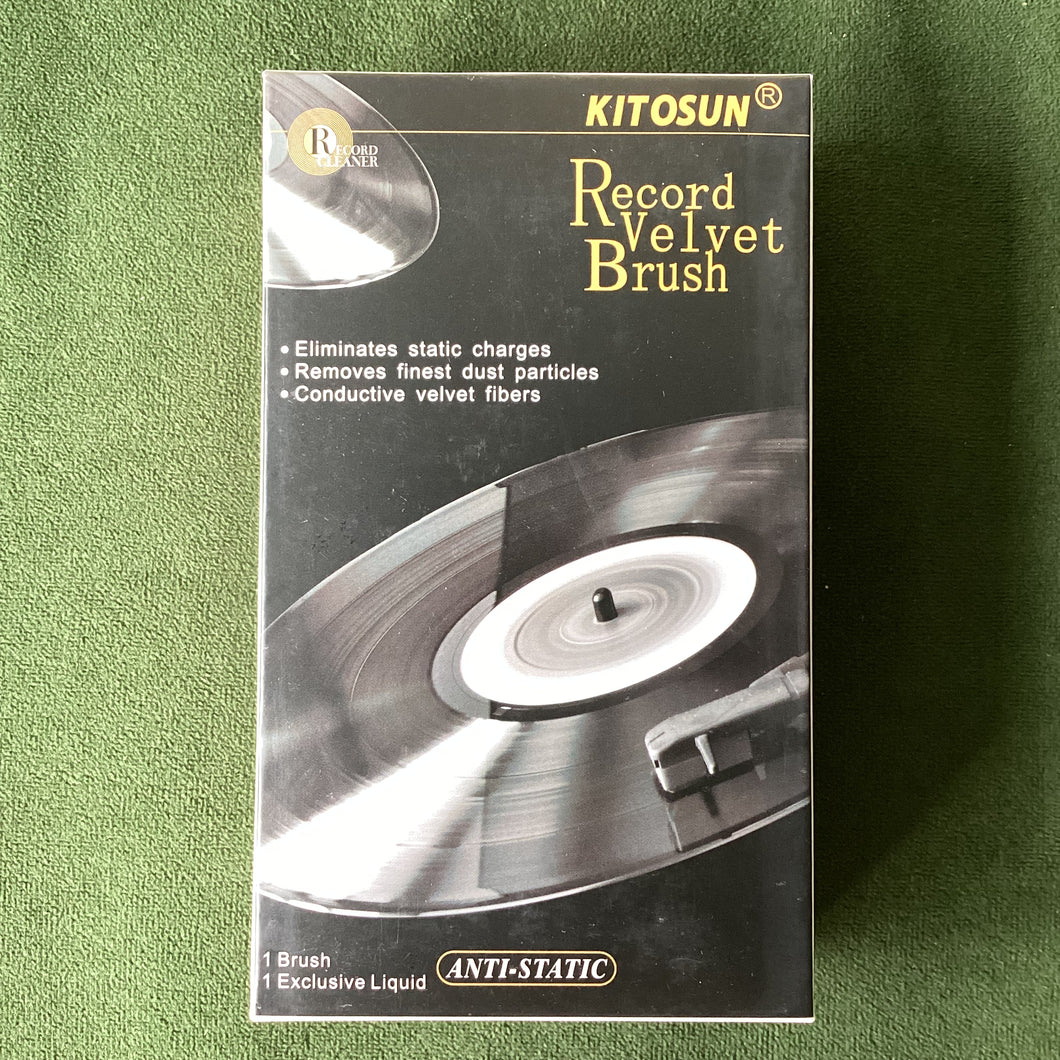 KITOSUN®
RECORD
CLEANER
Record
Velvet
Brush
• Eliminates static charges
• Removes finest dust particles
• Conductive velvet fibers
1 Brush
1 Exclusive Liquid
ANTI-STATIC